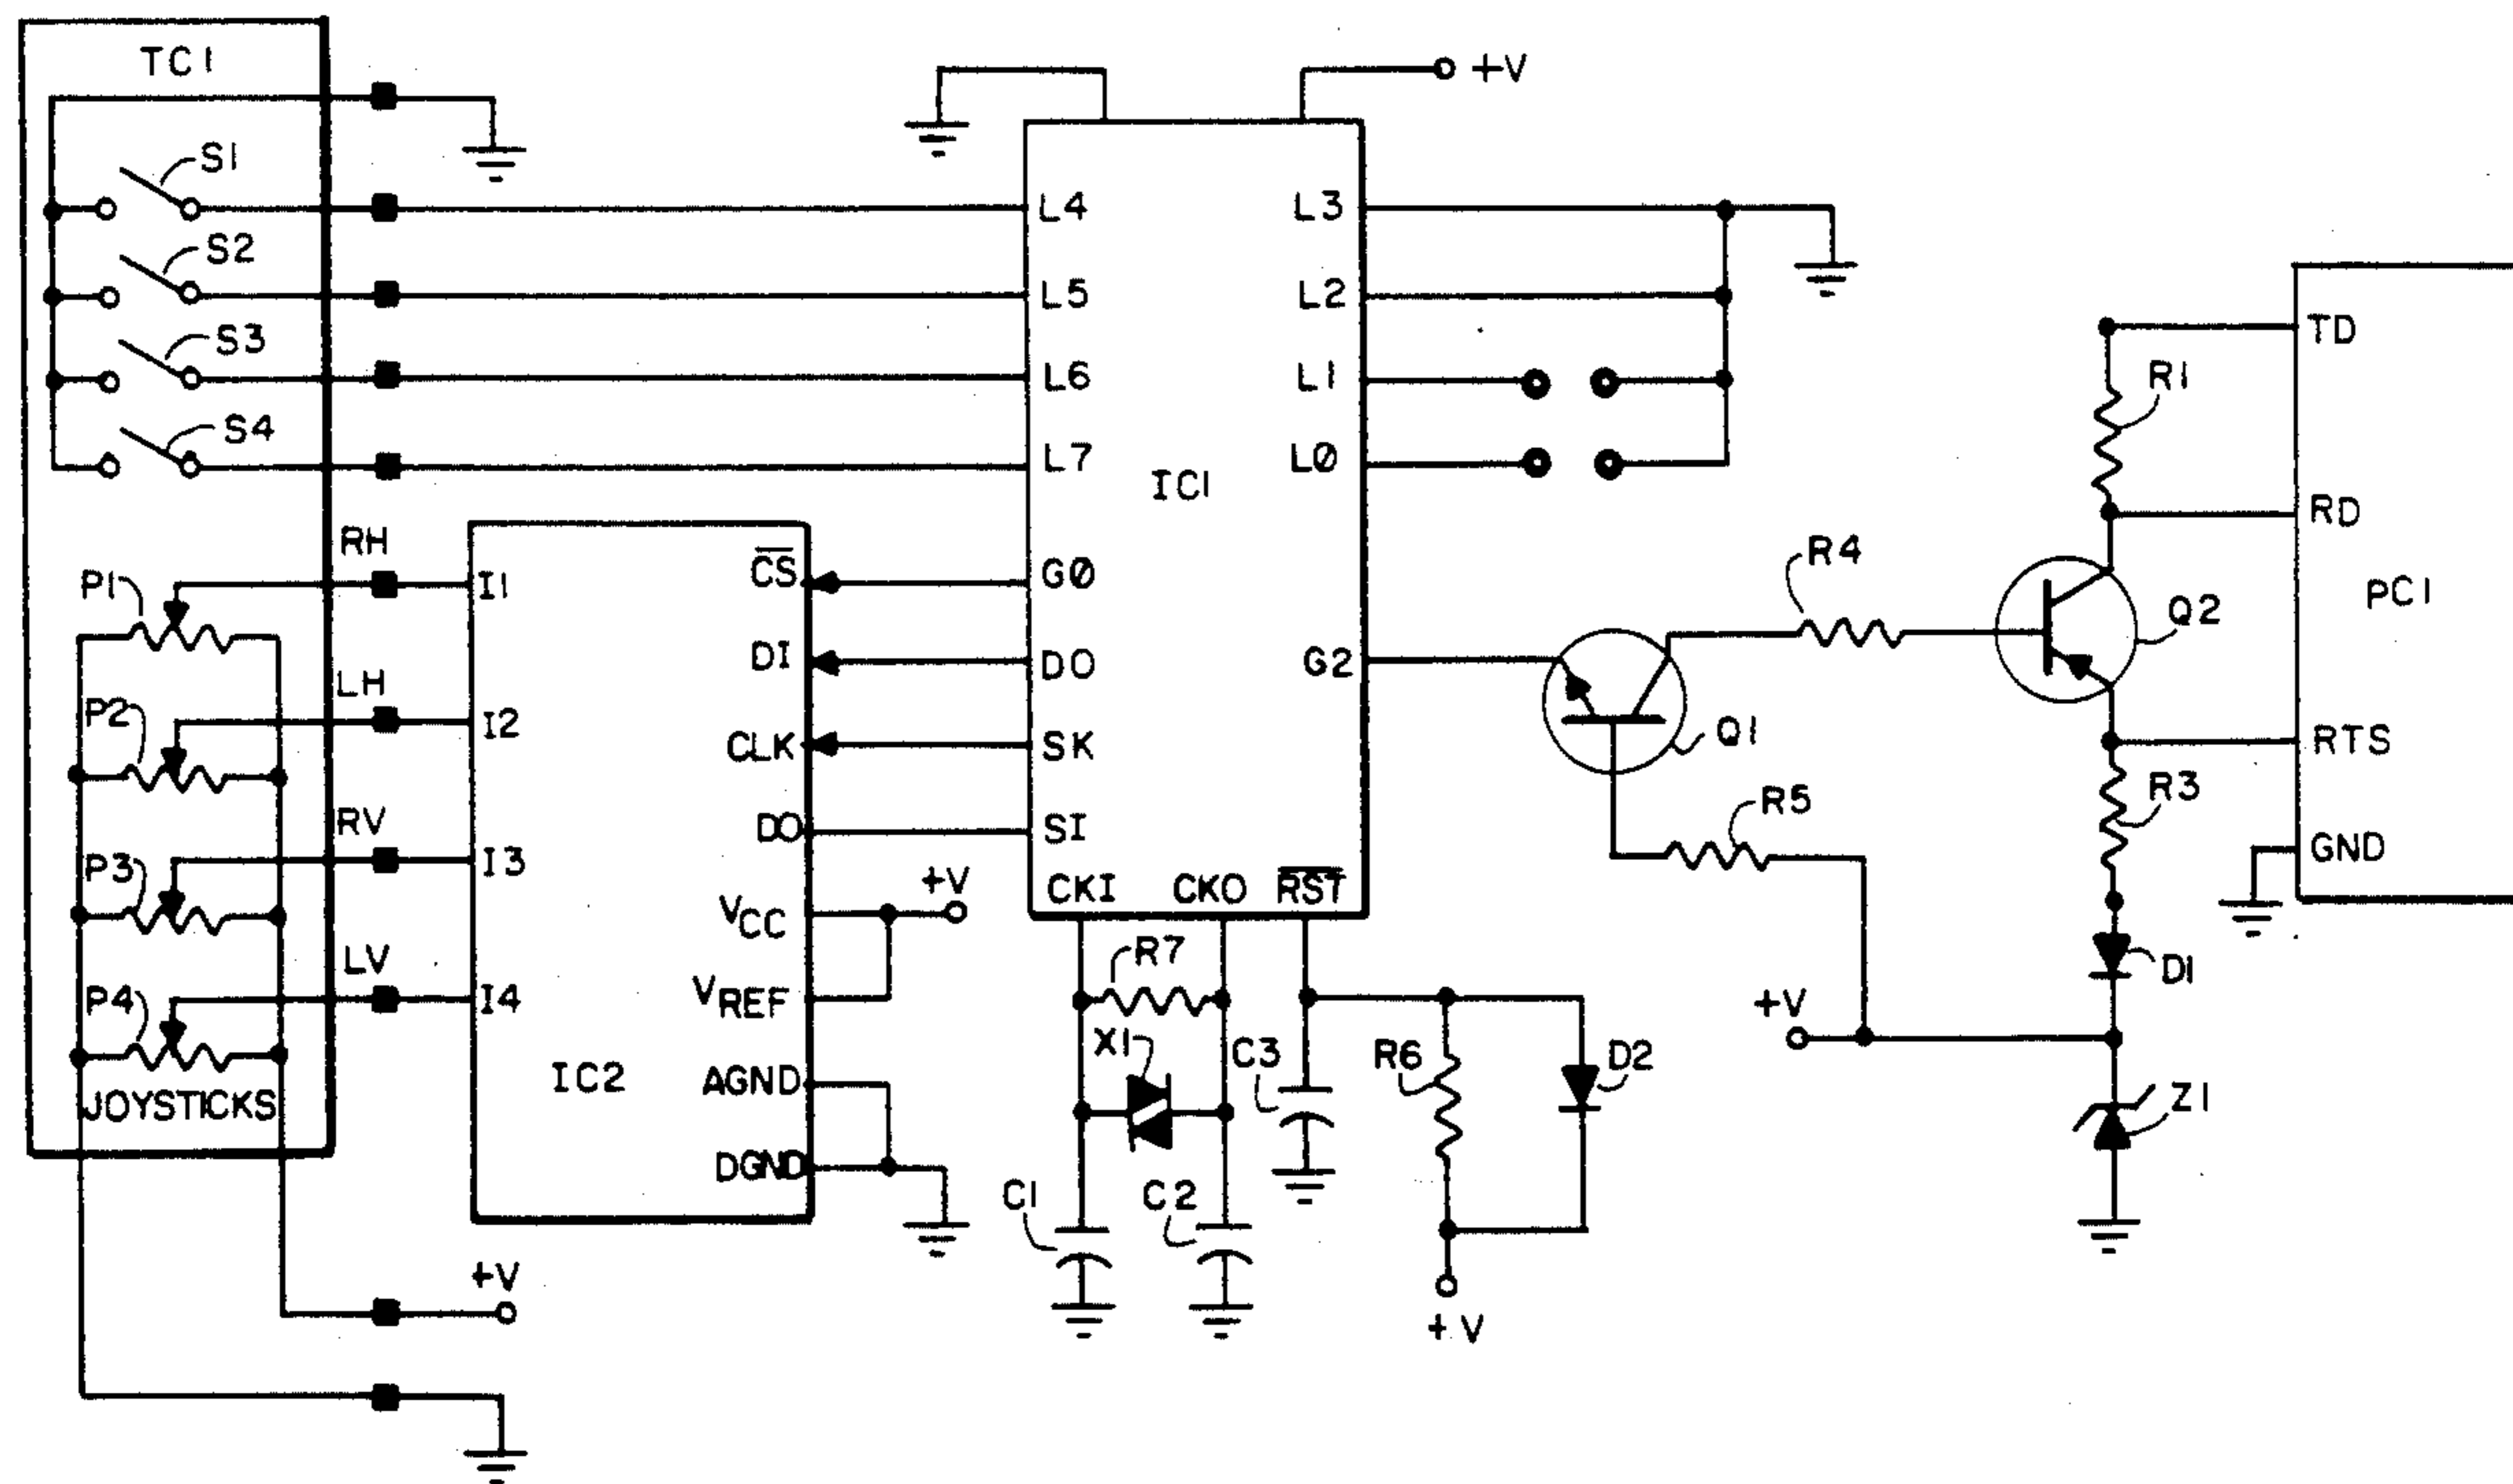 TC1
S1
S2
S3
S4
RH
P1
LH
P2
RV
P3
LV
P4
JOYSTICKS
+V
I1
I2
I3
I4
IC2
CS
DI
CLK
DO
VCC
VREF
AGND
DGND
+V
+V
L4
L5
L6
L7
G0
DO
SK
SI
IC1
L3
L2
L1
L0
G2
CKI
CKO
RST
R7
X1
C1
C2
C3
R6
D2
+V
Q1
R5
R4
Q2
R1
R3
D1
+V
Z1
TD
RD
PC1
RTS
GND